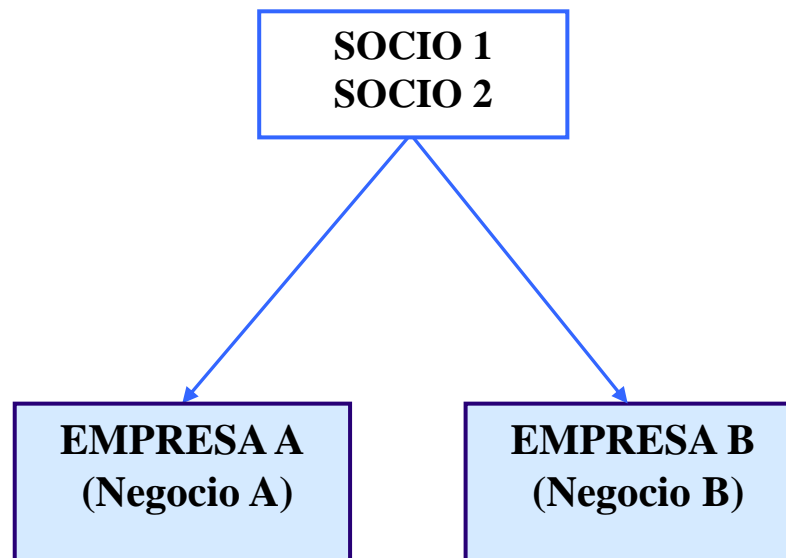 SOCIO 1
SOCIO 2
EMPRESA A
(Negocio A)
EMPRESA B
(Negocio B)